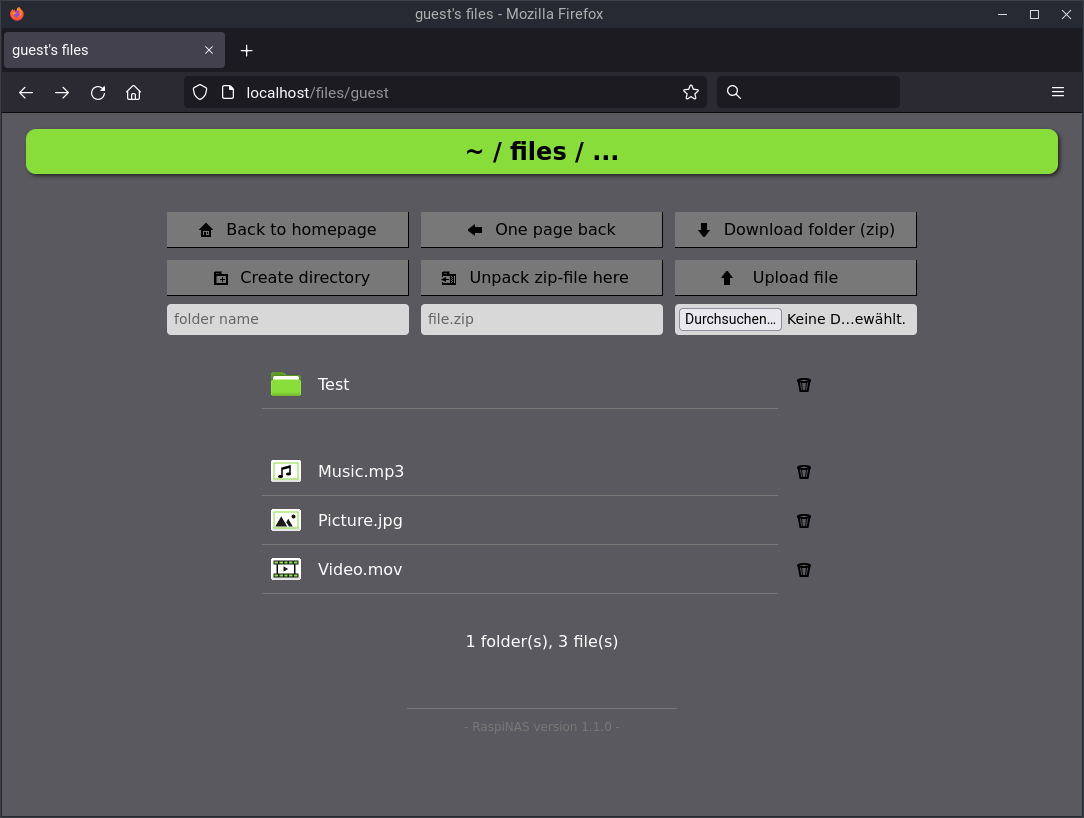 guest's files - Mozilla Firefox
guest's files
localhost/files/guest
~ / files / ...
Back to homepage
One page back
Download folder (zip)
Create directory
Unpack zip-file here
Upload file
folder name
file.zip
Durchsuchen... Keine D...ewählt.
Test
Music.mp3
Picture.jpg
Video.mov
1 folder(s), 3 file(s)
- RaspiNAS version 1.1.0 -